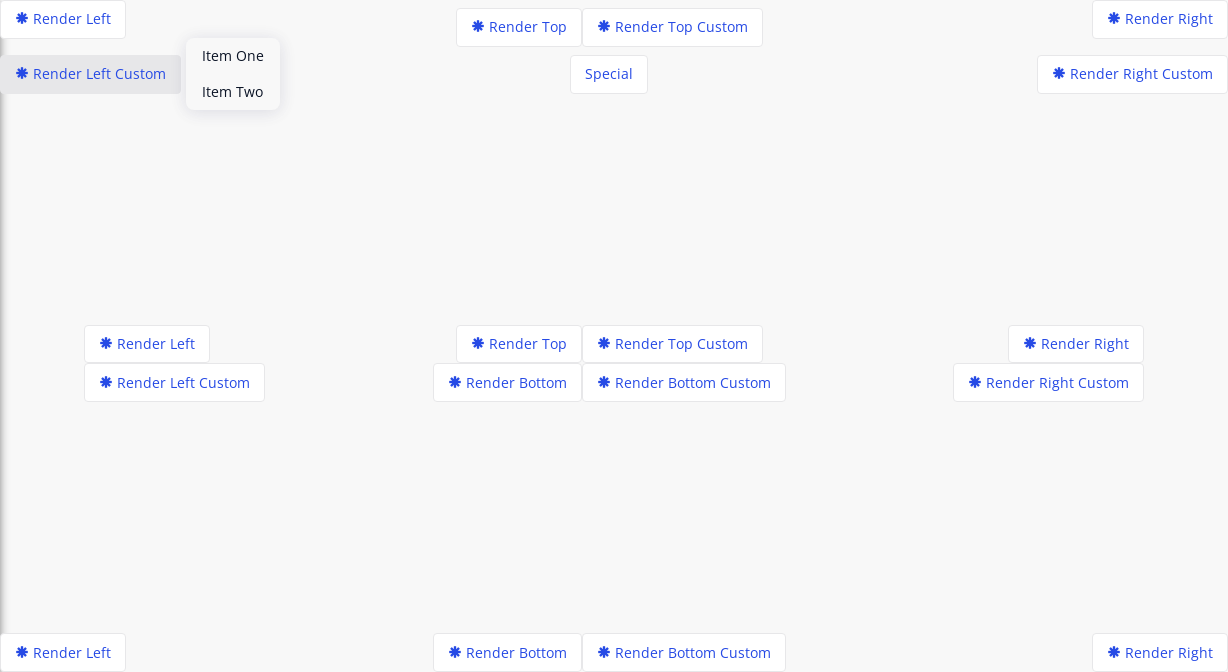 Render Left
Render Top
Render Top Custom
Render Right
Item One
Render Left Custom
Special
Render Right Custom
Item Two
Render Left
Render Top
Render Top Custom
Render Right
Render Left Custom
Render Bottom
Render Bottom Custom
Render Right Custom
Render Left
Render Bottom
Render Bottom Custom
Render Right